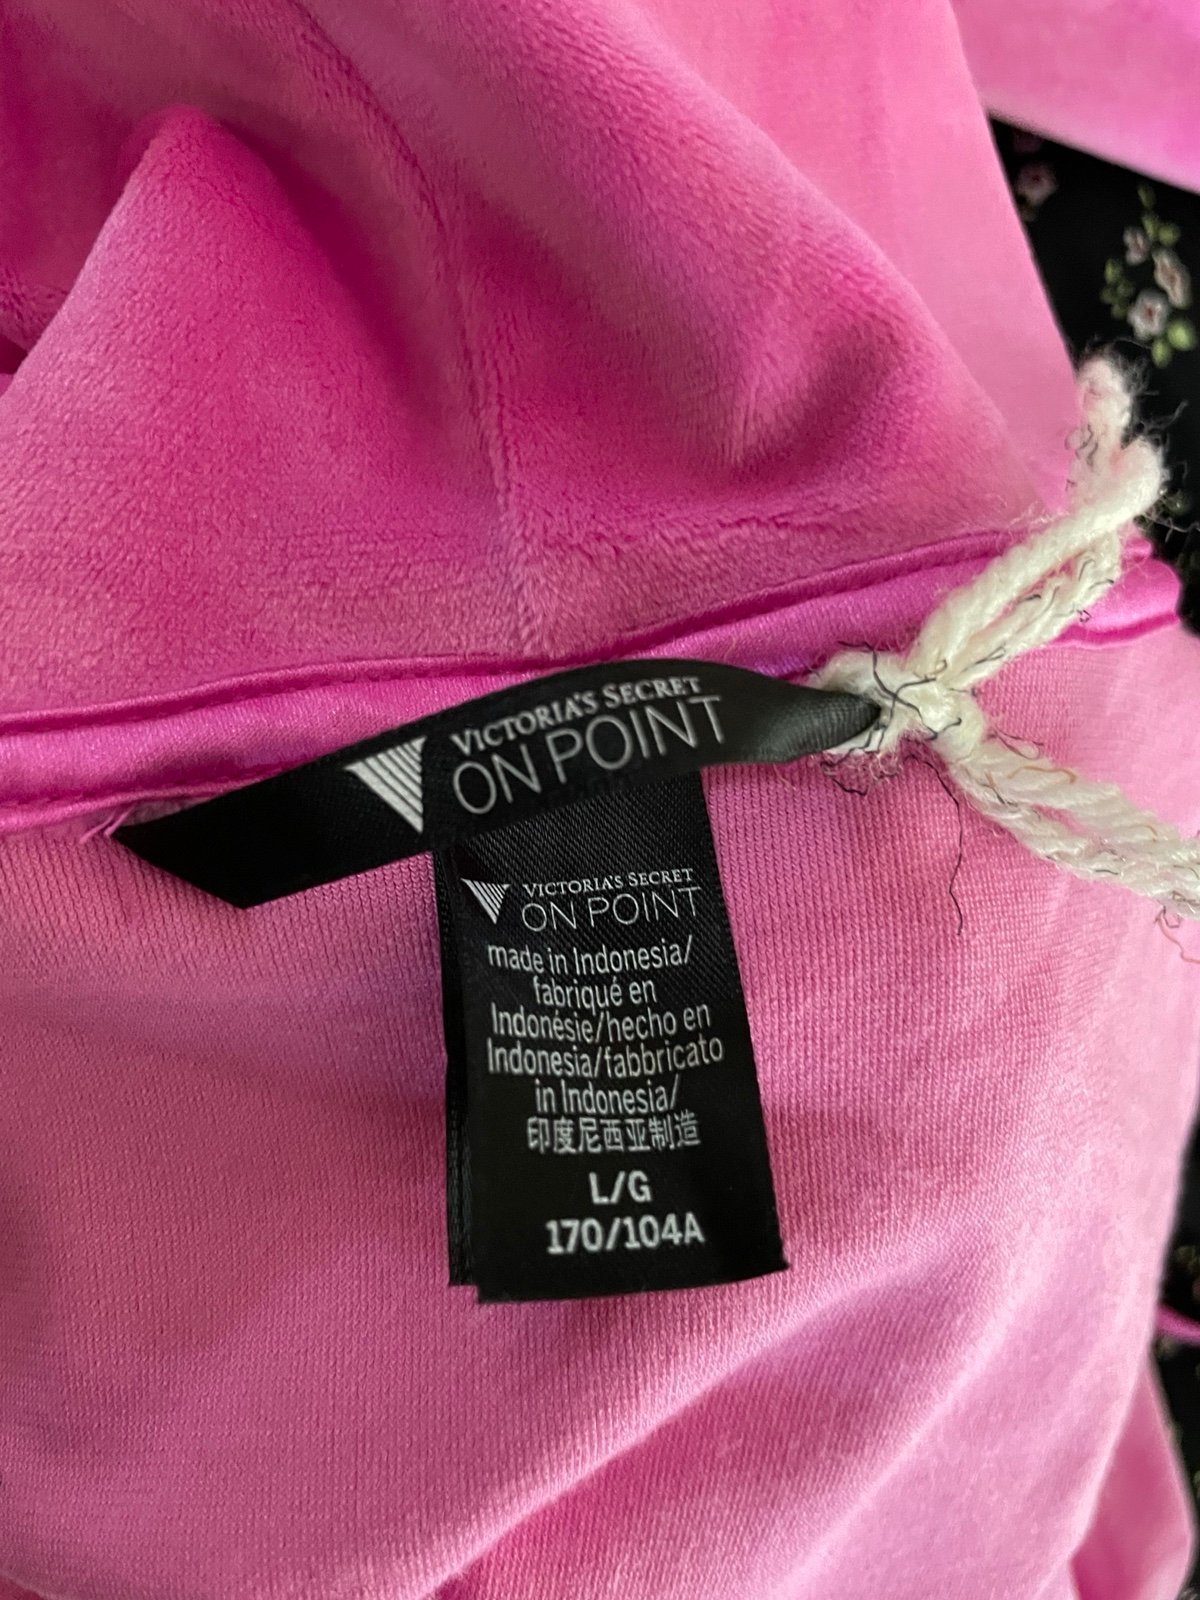 VICTORIA'S SECRET
ON POINT
VICTORIA'S SECRET
ON POINT
made in Indonesia/
fabriqué en
Indonésie/hecho en
Indonesia/fabbricato
in Indonesia/
印度尼西亚制造
L/G
170/104A